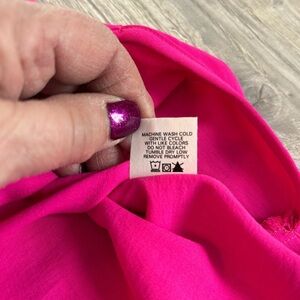 MACHINE WASH COLD
GENTLE CYCLE
WITH LIKE COLORS
DO NOT BLEACH
TUMBLE DRY LOW
REMOVE PROMPTLY